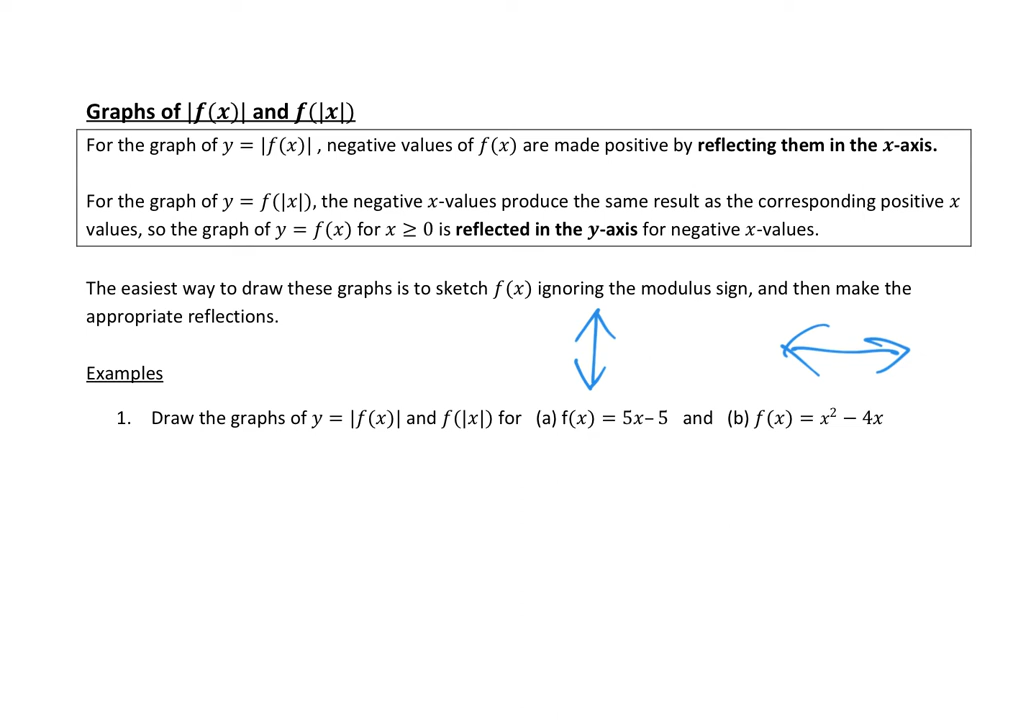 Graphs of |f(x)| and f(|x|)
For the graph of y = |f(x)| , negative values of f(x) are made positive by reflecting them in the x-axis.
For the graph of y = f(|x|), the negative x-values produce the same result as the corresponding positive x
values, so the graph of y = f(x) for x ≥ 0 is reflected in the y-axis for negative x-values.
The easiest way to draw these graphs is to sketch f(x) ignoring the modulus sign, and then make the
appropriate reflections.
Examples
1. Draw the graphs of y = |f(x)| and f(|x|) for (a) f(x) = 5x– 5 and (b) f(x) = x² − 4x